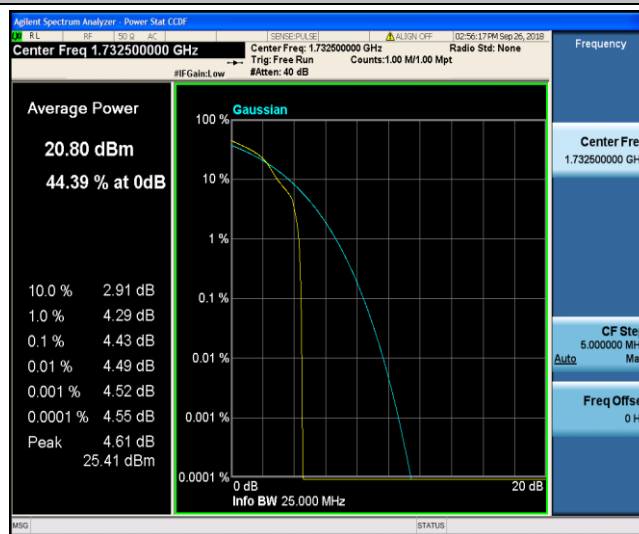 Agilent Spectrum Analyzer - Power Stat CCDF
RL RF 50 Ω AC SENSE:PULSE ALIGN OFF 02:56:17PM Sep 26, 2018
Center Freq 1.732500000 GHz
Center Freq: 1.732500000 GHz Radio Std: None
Trig: Free Run Counts:1.00 M/1.00 Mpt
#IFGain:Low #Atten: 40 dB
Frequency
Average Power
20.80 dBm
44.39 % at 0dB
10.0 % 2.91 dB
1.0 % 4.29 dB
0.1 % 4.43 dB
0.01 % 4.49 dB
0.001 % 4.52 dB
0.0001 % 4.55 dB
Peak 4.61 dB
25.41 dBm
Gaussian
100 %
10 %
1 %
0.1 %
0.01 %
0.001 %
0.0001 %
0 dB 20 dB
Info BW 25.000 MHz
Center Fre
1.732500000 GH
CF Ste
5.000000 MH
Auto Ma
Freq Offse
0 H
MSG STATUS